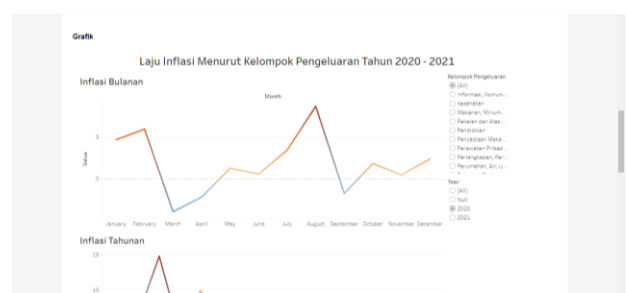 Grafik
Laju Inflasi Menurut Kelompok Pengeluaran Tahun 2020 - 2021
Inflasi Bulanan
Month
Value
5
0
January February March April May June July August September October November December
Kelompok Pengeluaran
(All)
Informasi, Komuni...
Kesehatan
Makanan, Minum...
Pakaian dan Alas ...
Pendidikan
Penyediaan Maka...
Perawatan Pribad...
Perlengkapan, Per...
Perumahan, Air, Li...
Year
(All)
Null
2020
2021
Inflasi Tahunan
15
10